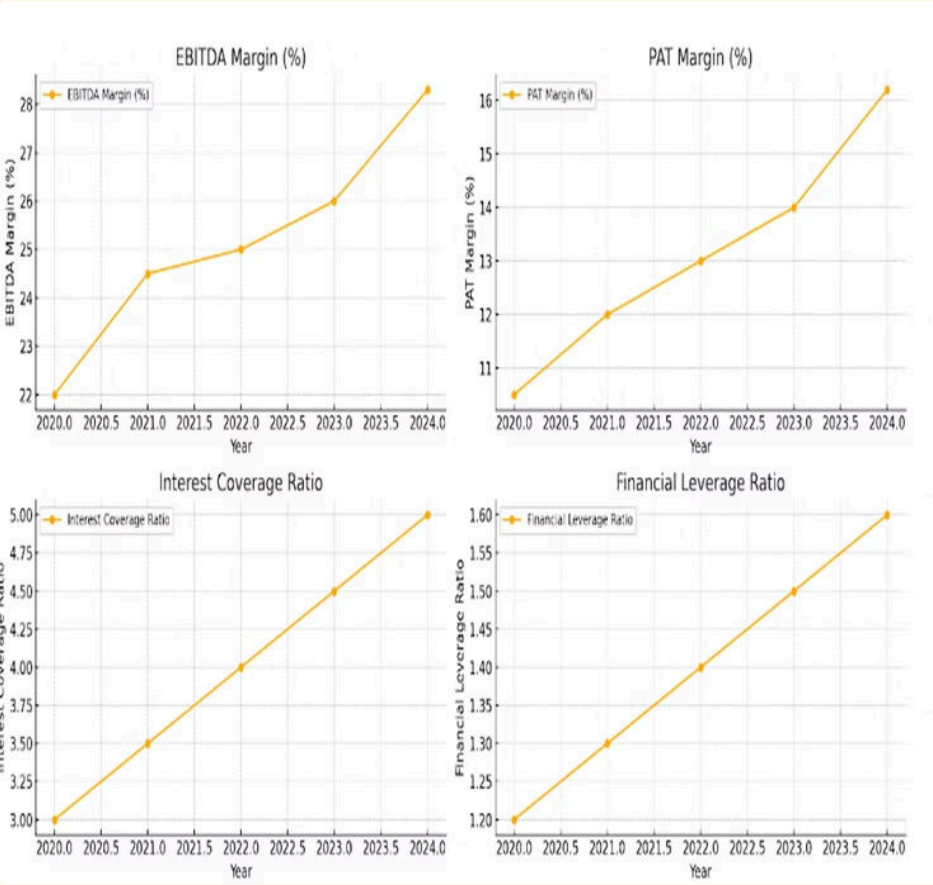 EBITDA Margin (%)
EBITDA Margin (%)
EBITDA Margin (%)
28
27
26
25
24
23
22
2020.0 2020.5 2021.0 2021.5 2022.0 2022.5 2023.0 2023.5 2024.0
Year
PAT Margin (%)
PAT Margin (%)
PAT Margin (%)
16
15
14
13
12
11
2020.0 2020.5 2021.0 2021.5 2022.0 2022.5 2023.0 2023.5 2024.0
Year
Interest Coverage Ratio
Interest Coverage Ratio
Interest Coverage Ratio
5.00
4.75
4.50
4.25
4.00
3.75
3.50
3.25
3.00
2020.0 2020.5 2021.0 2021.5 2022.0 2022.5 2023.0 2023.5 2024.0
Year
Financial Leverage Ratio
Financial Leverage Ratio
Financial Leverage Ratio
1.60
1.55
1.50
1.45
1.40
1.35
1.30
1.25
1.20
2020.0 2020.5 2021.0 2021.5 2022.0 2022.5 2023.0 2023.5 2024.0
Year